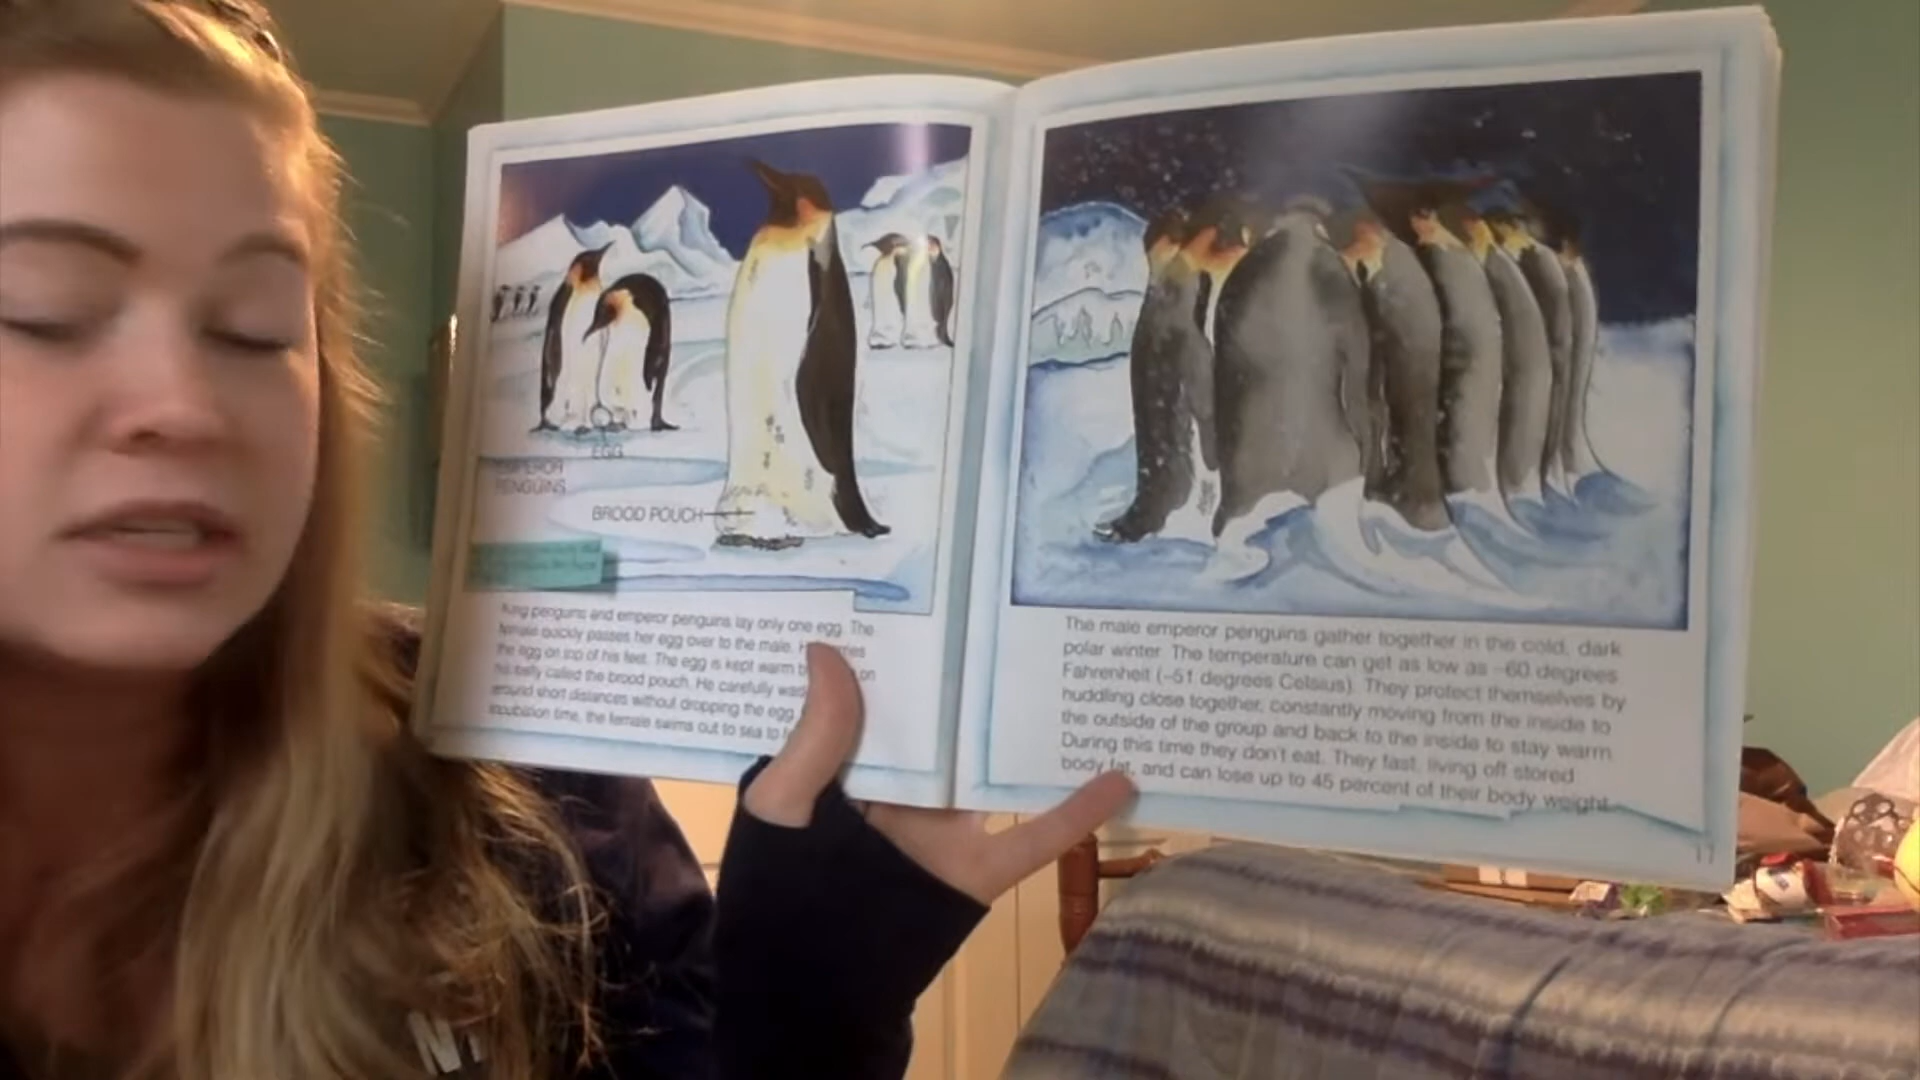 EGG
EMPEROR
PENGUINS
BROOD POUCH
King penguins and emperor penguins lay only one egg. The
female quickly passes her egg over to the male.
the egg on top of his feet. The egg is kept warm
his belly called the brood pouch. He carefully
around short distances without dropping the egg.
incubation time, the female swims out to sea to
The male emperor penguins gather together in the cold, dark
polar winter. The temperature can get as low as –60 degrees
Fahrenheit (–51 degrees Celsius). They protect themselves by
huddling close together, constantly moving from the inside to
the outside of the group and back to the inside to stay warm.
During this time they don't eat. They fast, living off stored
body fat, and can lose up to 45 percent of their body weight.
17